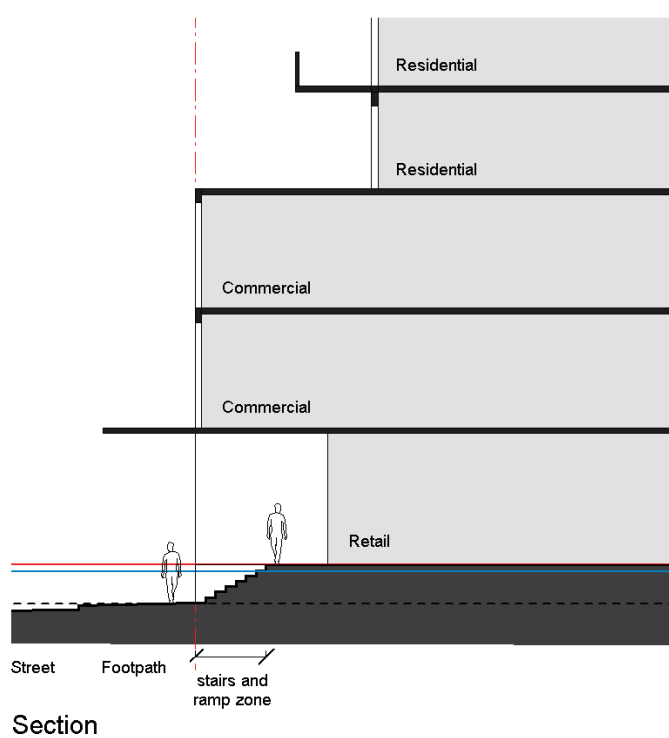 Residential
Residential
Commercial
Commercial
Retail
Street
Footpath
stairs and
ramp zone
Section